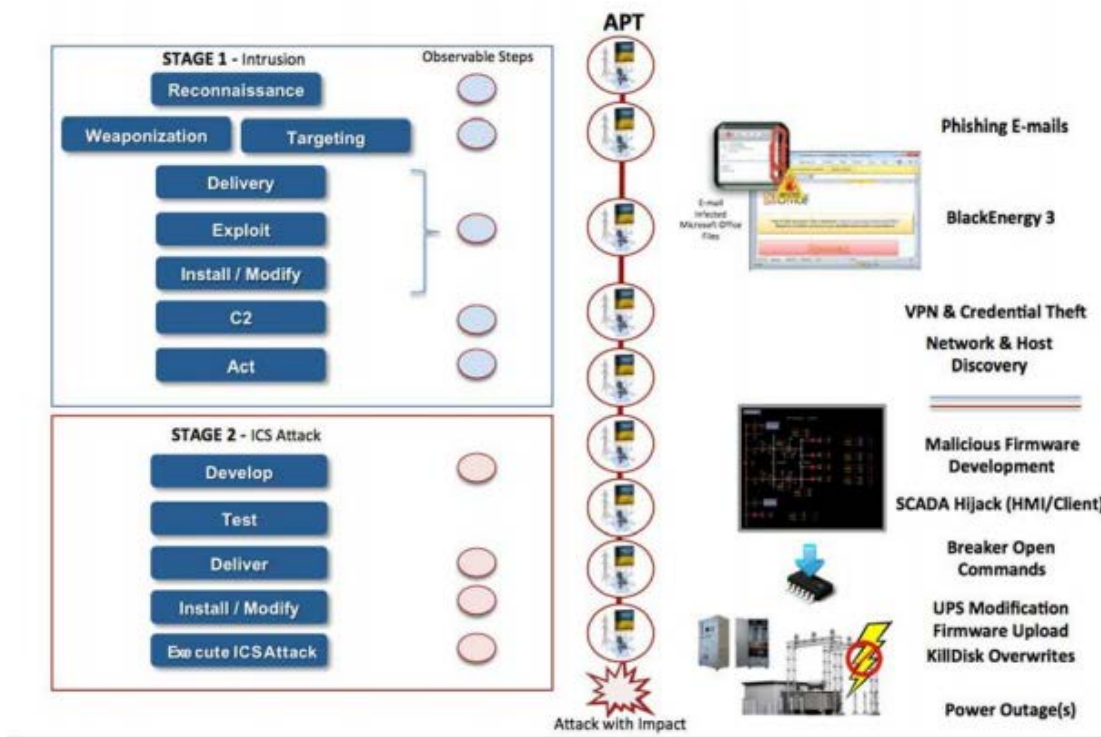 APT
STAGE 1 - Intrusion
Observable Steps
Reconnaissance
Weaponization
Targeting
Delivery
Exploit
Install / Modify
C2
Act
STAGE 2 - ICS Attack
Develop
Test
Deliver
Install / Modify
Execute ICS Attack
Attack with Impact
Phishing E-mails
E-mail
Infected
Microsoft Office
Files
Office
BlackEnergy 3
VPN & Credential Theft
Network & Host
Discovery
Malicious Firmware
Development
SCADA Hijack (HMI/Client)
Breaker Open
Commands
UPS Modification
Firmware Upload
KillDisk Overwrites
Power Outage(s)